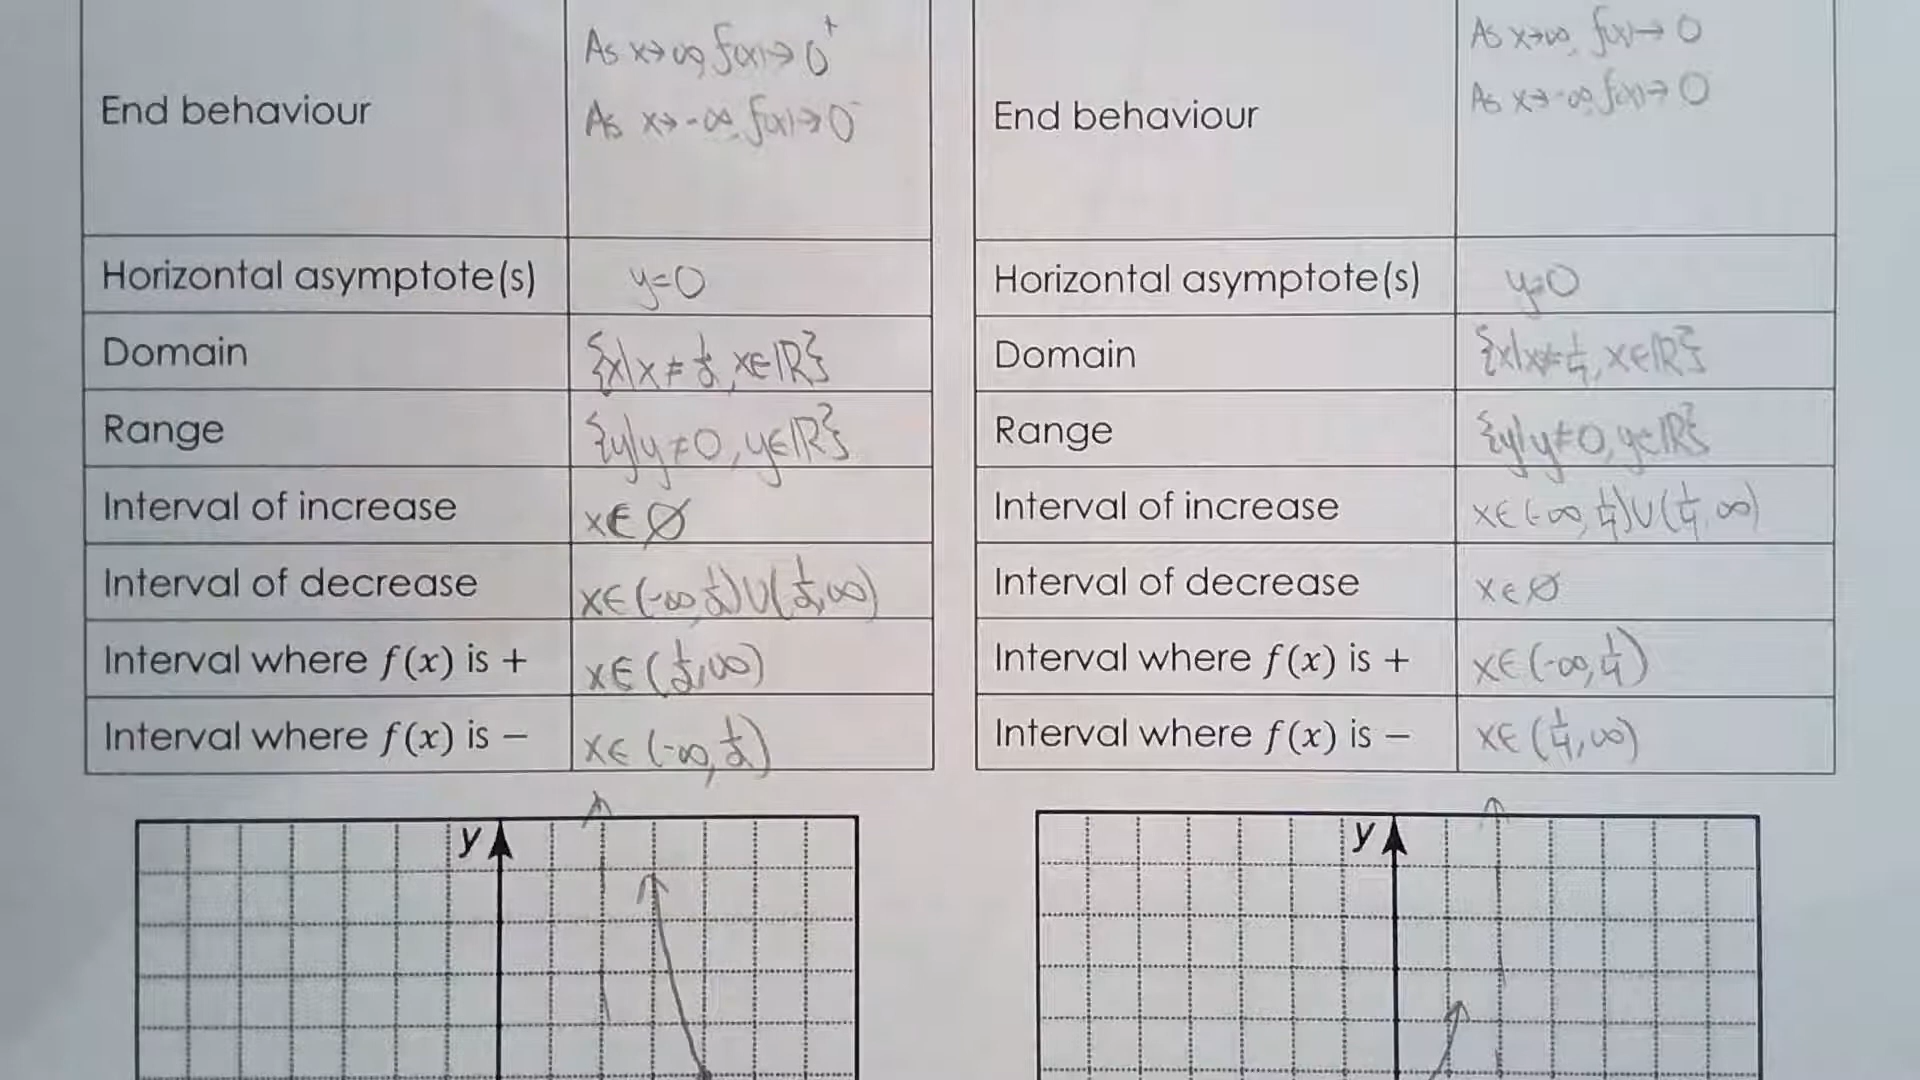 End behaviour
As x→∞, f(x)→0⁺
As x→-∞, f(x)→0⁻
Horizontal asymptote(s) y=0
Domain {x|x≠½, x∈ℝ}
Range {y|y≠0, y∈ℝ}
Interval of increase x∈∅
Interval of decrease x∈(-∞,½)∪(½,∞)
Interval where f(x) is + x∈(½,∞)
Interval where f(x) is − x∈(-∞,½)
y
End behaviour
As x→∞, f(x)→0
As x→-∞, f(x)→0
Horizontal asymptote(s) y=0
Domain {x|x≠¼, x∈ℝ}
Range {y|y≠0, y∈ℝ}
Interval of increase x∈(-∞,¼)∪(¼,∞)
Interval of decrease x∈∅
Interval where f(x) is + x∈(-∞,¼)
Interval where f(x) is − x∈(¼,∞)
y